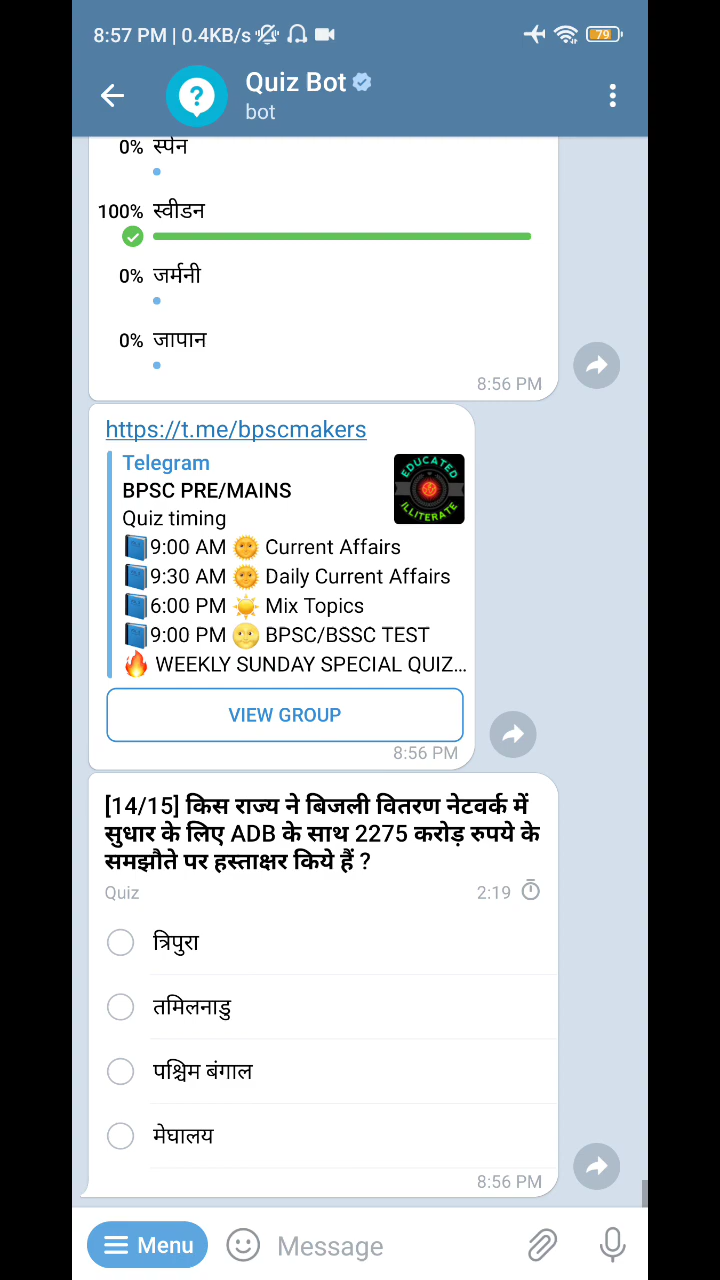 8:57 PM | 0.4KB/s
79
Quiz Bot
bot
0% स्पेन
100% स्वीडन
0% जर्मनी
0% जापान
8:56 PM
https://t.me/bpscmakers
Telegram
BPSC PRE/MAINS
Quiz timing
📘9:00 AM 🌞 Current Affairs
📘9:30 AM 🌞 Daily Current Affairs
📘6:00 PM ☀️ Mix Topics
📘9:00 PM 🌝 BPSC/BSSC TEST
🔥 WEEKLY SUNDAY SPECIAL QUIZ...
EDUCATED
ILLITERATE
VIEW GROUP
8:56 PM
[14/15] किस राज्य ने बिजली वितरण नेटवर्क में
सुधार के लिए ADB के साथ 2275 करोड़ रुपये के
समझौते पर हस्ताक्षर किये हैं ?
Quiz 2:19
त्रिपुरा
तमिलनाडु
पश्चिम बंगाल
मेघालय
8:56 PM
Menu
Message